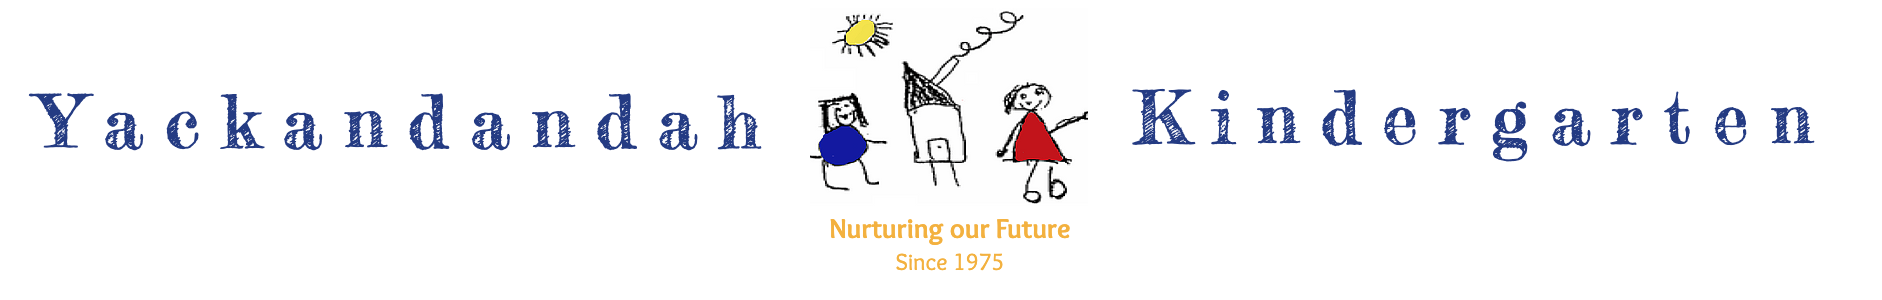 Yackandandah Kindergarten
Nurturing our Future
Since 1975